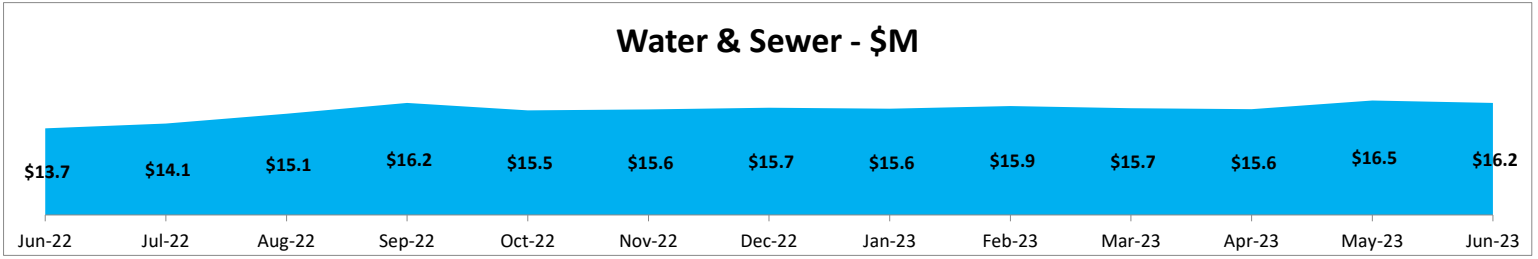 Water & Sewer - $M
$13.7 $14.1 $15.1 $16.2 $15.5 $15.6 $15.7 $15.6 $15.9 $15.7 $15.6 $16.5 $16.2
Jun-22 Jul-22 Aug-22 Sep-22 Oct-22 Nov-22 Dec-22 Jan-23 Feb-23 Mar-23 Apr-23 May-23 Jun-23